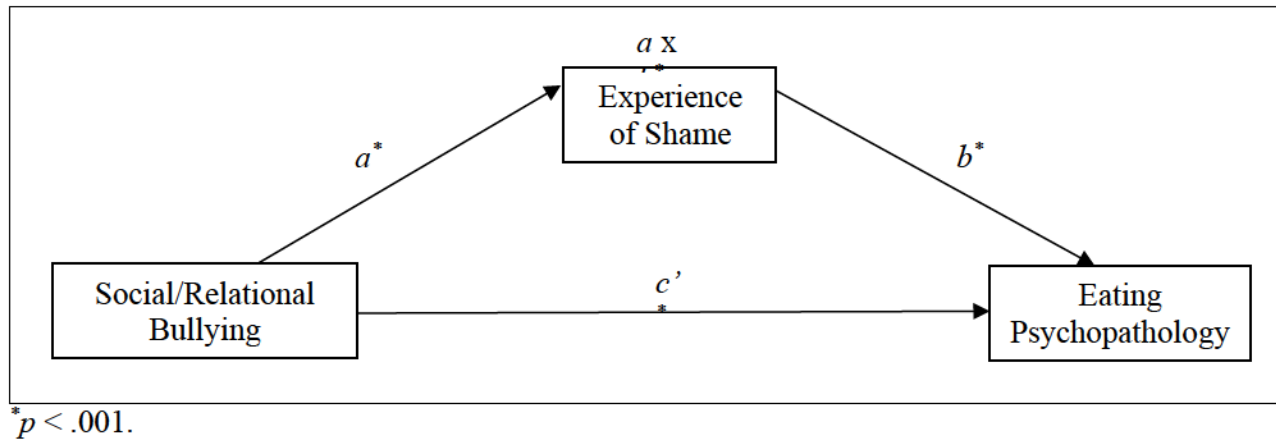 a x
*
Experience
of Shame
a*
b*
Social/Relational
Bullying
c’
*
Eating
Psychopathology
*p < .001.